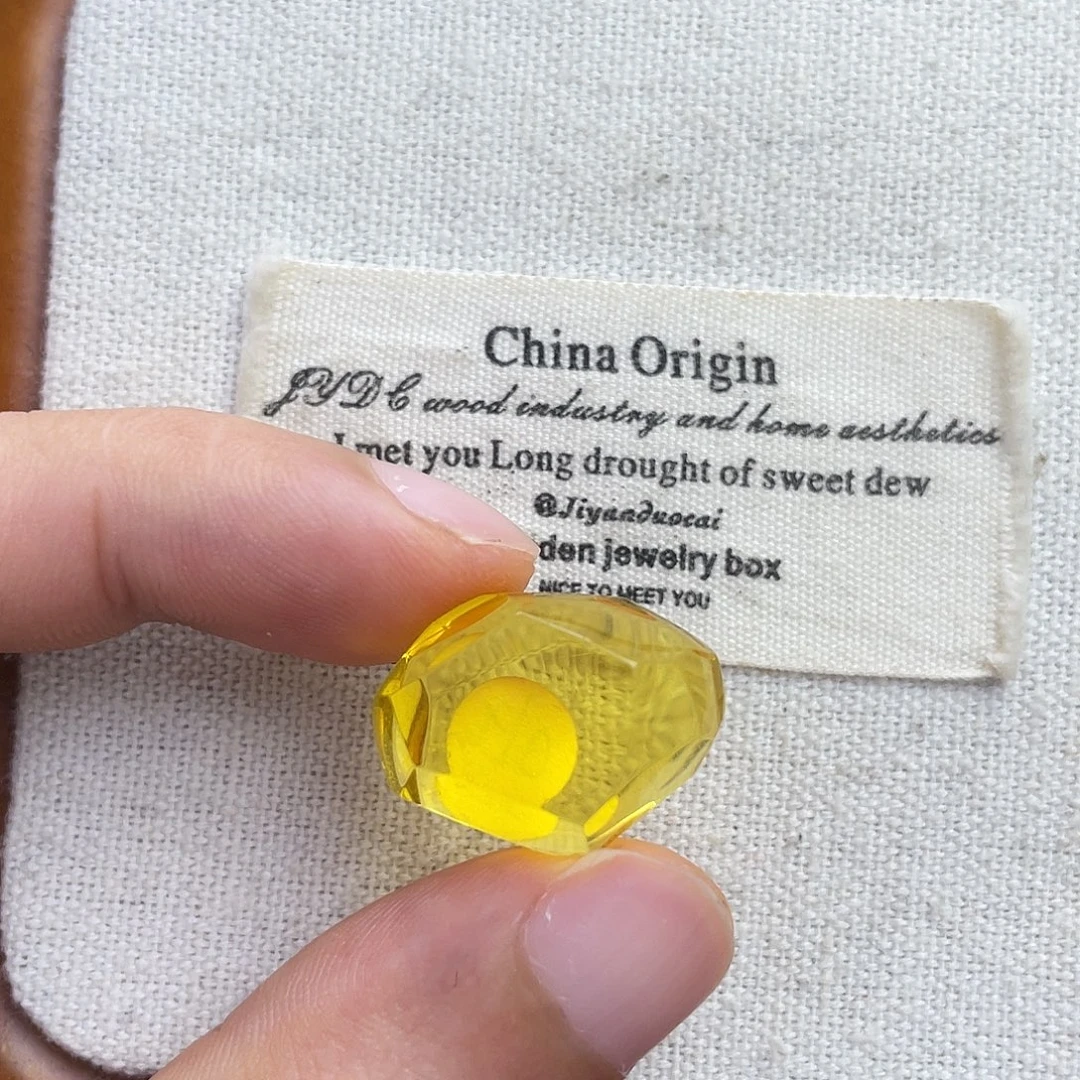 China Origin
JYDC wood industry and home aesthetics
I met you Long drought of sweet dew
@Jiyanduocai
den jewelry box
NICE TO MEET YOU